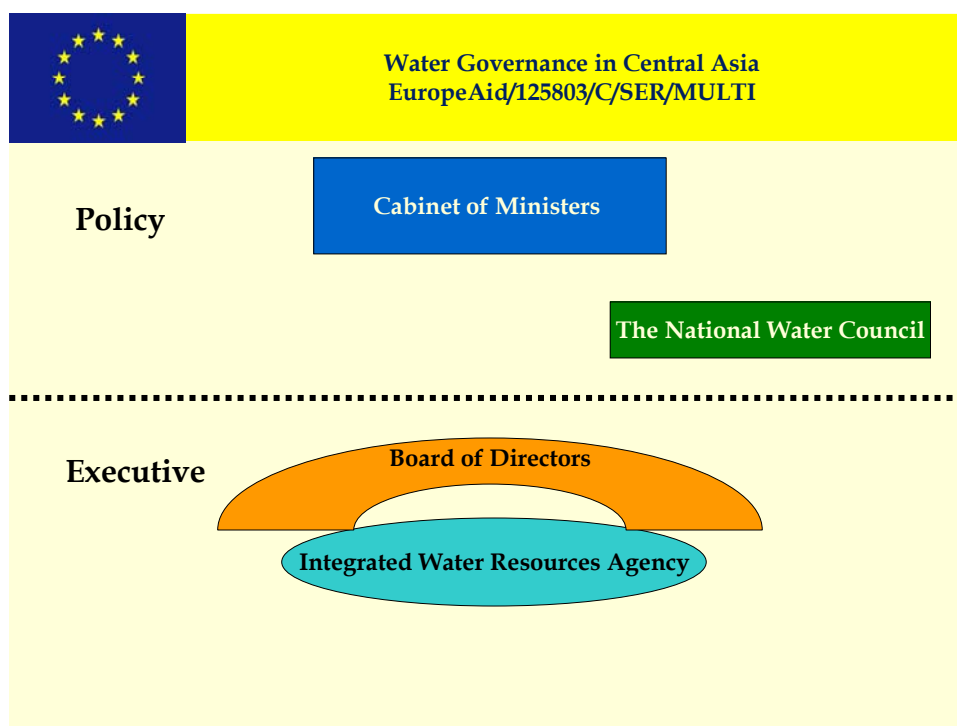 Water Governance in Central Asia
EuropeAid/125803/C/SER/MULTI
Policy
Cabinet of Ministers
The National Water Council
Executive
Board of Directors
Integrated Water Resources Agency